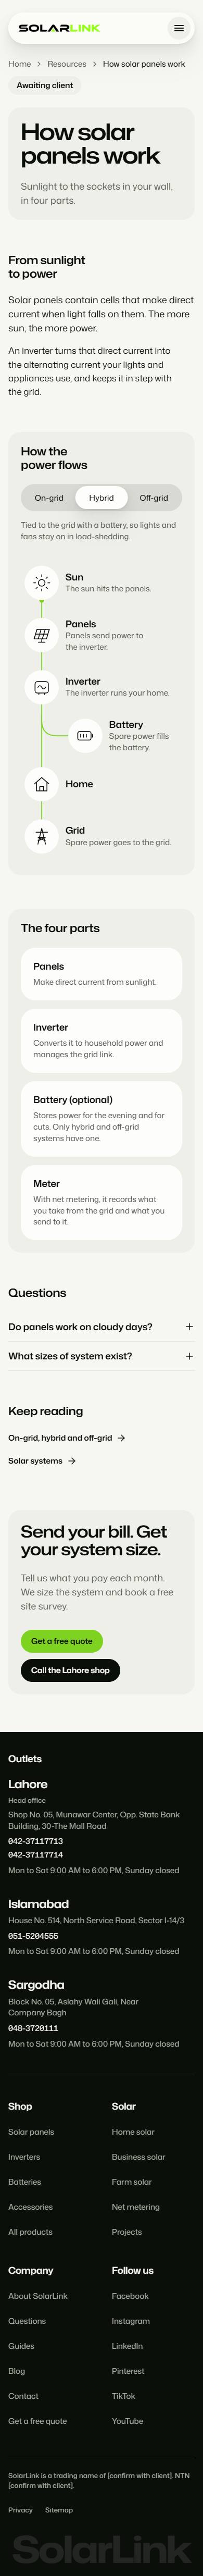 SOLARLINK
Home > Resources > How solar panels work
Awaiting client
How solar
panels work
Sunlight to the sockets in your wall,
in four parts.
From sunlight
to power
Solar panels contain cells that make direct
current when light falls on them. The more
sun, the more power.
An inverter turns that direct current into
the alternating current your lights and
appliances use, and keeps it in step with
the grid.
How the
power flows
On-grid Hybrid Off-grid
Tied to the grid with a battery, so lights and
fans stay on in load-shedding.
Sun
The sun hits the panels.
Panels
Panels send power to
the inverter.
Inverter
The inverter runs your home.
Battery
Spare power fills
the battery.
Home
Grid
Spare power goes to the grid.
The four parts
Panels
Make direct current from sunlight.
Inverter
Converts it to household power and
manages the grid link.
Battery (optional)
Stores power for the evening and for
cuts. Only hybrid and off-grid
systems have one.
Meter
With net metering, it records what
you take from the grid and what you
send to it.
Questions
Do panels work on cloudy days?
What sizes of system exist?
Keep reading
On-grid, hybrid and off-grid
Solar systems
Send your bill. Get
your system size.
Tell us what you pay each month.
We size the system and book a free
site survey.
Get a free quote
Call the Lahore shop
Outlets
Lahore
Head office
Shop No. 05, Munawar Center, Opp. State Bank
Building, 30-The Mall Road
042-37117713
042-37117714
Mon to Sat 9:00 AM to 6:00 PM, Sunday closed
Islamabad
House No. 514, North Service Road, Sector I-14/3
051-5204555
Mon to Sat 9:00 AM to 6:00 PM, Sunday closed
Sargodha
Block No. 05, Aslahy Wali Gali, Near
Company Bagh
048-3720111
Mon to Sat 9:00 AM to 6:00 PM, Sunday closed
Shop Solar
Solar panels Home solar
Inverters Business solar
Batteries Farm solar
Accessories Net metering
All products Projects
Company Follow us
About SolarLink Facebook
Questions Instagram
Guides LinkedIn
Blog Pinterest
Contact TikTok
Get a free quote YouTube
SolarLink is a trading name of [confirm with client]. NTN
[confirm with client].
Privacy Sitemap
SolarLink